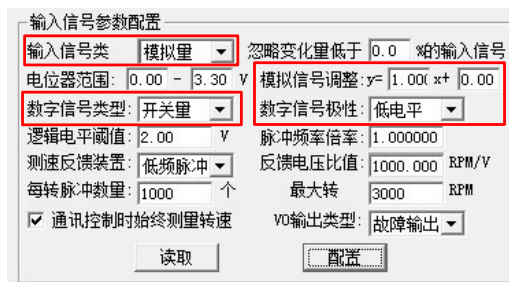 输入信号参数配置
输入信号类 模拟量 忽略变化量低于 0.0 %的输入信号
电位器范围: 0.00 - 3.30 V 模拟信号调整:y= 1.00( x+ 0.00
数字信号类型: 开关量 数字信号极性: 低电平
逻辑电平阈值: 2.00 V 脉冲频率倍率: 1.000000
测速反馈装置: 低频脉冲 反馈电压比值: 1000.000 RPM/V
每转脉冲数量: 1000 个 最大转 3000 RPM
通讯控制时始终测量转速 VO输出类型: 故障输出
读取 配置